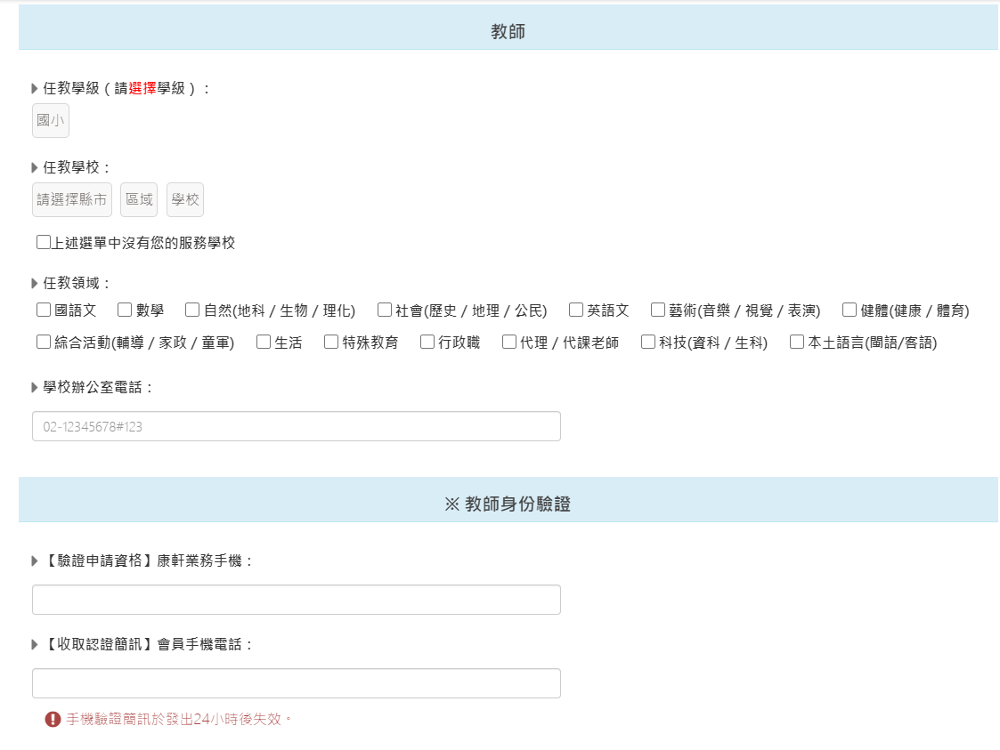 教師
任教學級（請選擇學級）：
國小
任教學校：
請選擇縣市 區域 學校
上述選單中沒有您的服務學校
任教領域：
國語文 數學 自然(地科 / 生物 / 理化) 社會(歷史 / 地理 / 公民) 英語文 藝術(音樂 / 視覺 / 表演) 健體(健康 / 體育)
綜合活動(輔導 / 家政 / 童軍) 生活 特殊教育 行政職 代理 / 代課老師 科技(資科 / 生科) 本土語言(閩語/客語)
學校辦公室電話：
02-12345678#123
※ 教師身份驗證
【驗證申請資格】康軒業務手機：
【收取認證簡訊】會員手機電話：
手機驗證簡訊於發出24小時後失效。